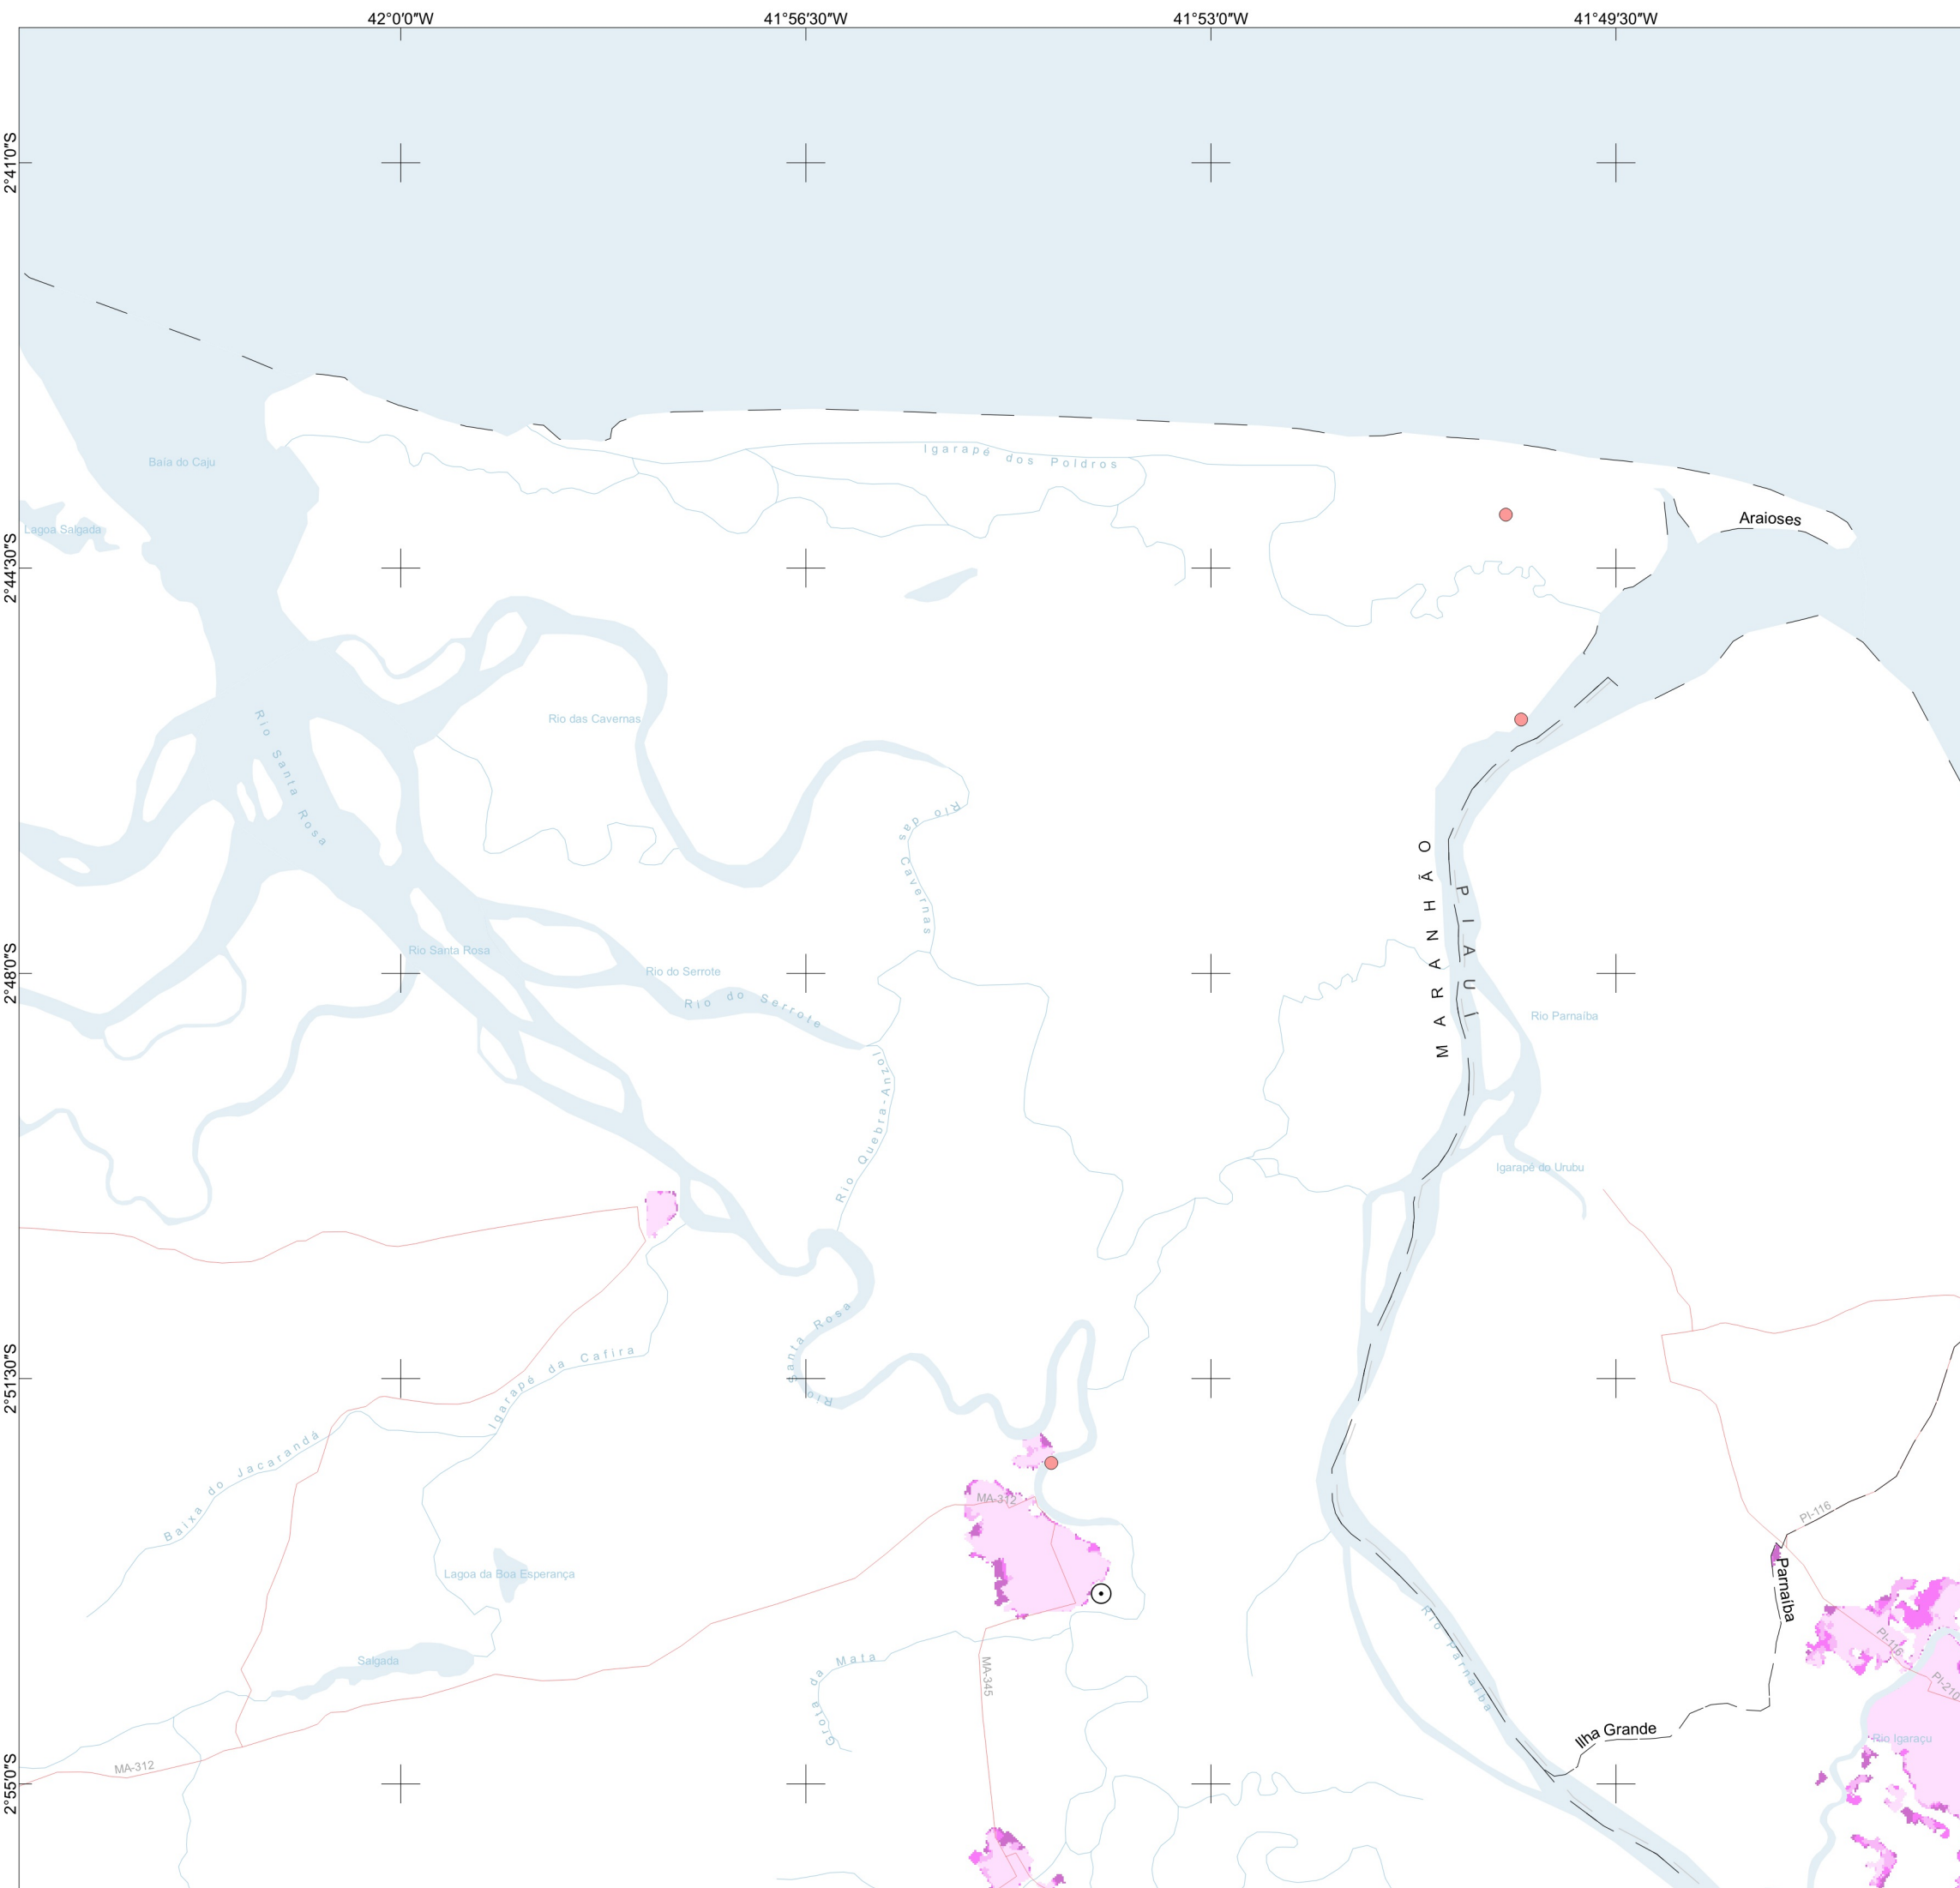 42°0'0"W
41°56'30"W
41°53'0"W
41°49'30"W
2°41'0"S
2°44'30"S
2°48'0"S
2°51'30"S
2°55'0"S
Baía do Caju
Igarapé dos Poldros
Lagoa Salgada
Araioses
Rio Santa Rosa
Rio das Cavernas
Rio das Cavernas
MARANHÃO
PIAUÍ
Rio Santa Rosa
Rio do Serrote
Rio do Serrote
Rio Parnaíba
Rio Quebra-Anzol
Igarapé do Urubu
Rio Santa Rosa
Igarapé da Cafira
Baixa do Jacarandá
MA-312
PI-116
Lagoa da Boa Esperança
Parnaíba
Rio Parnaíba
PI-116
Salgada
Grota da Mata
MA-345
PI-210
Ilha Grande
Rio Igaraçu
MA-312